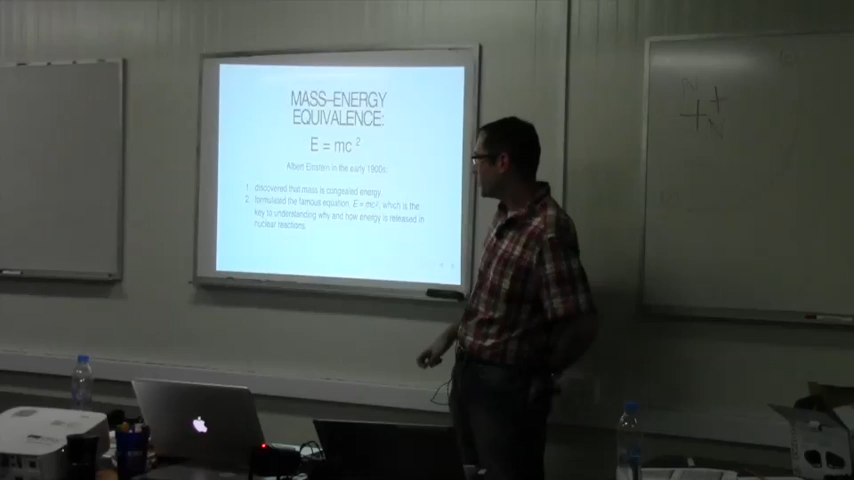 MASS–ENERGY
EQUIVALENCE:
E = mc 2
Albert Einstein in the early 1900s:
1. discovered that mass is congealed energy.
2. formulated the famous equation, E = mc², which is the
key to understanding why and how energy is released in
nuclear reactions.
N
N